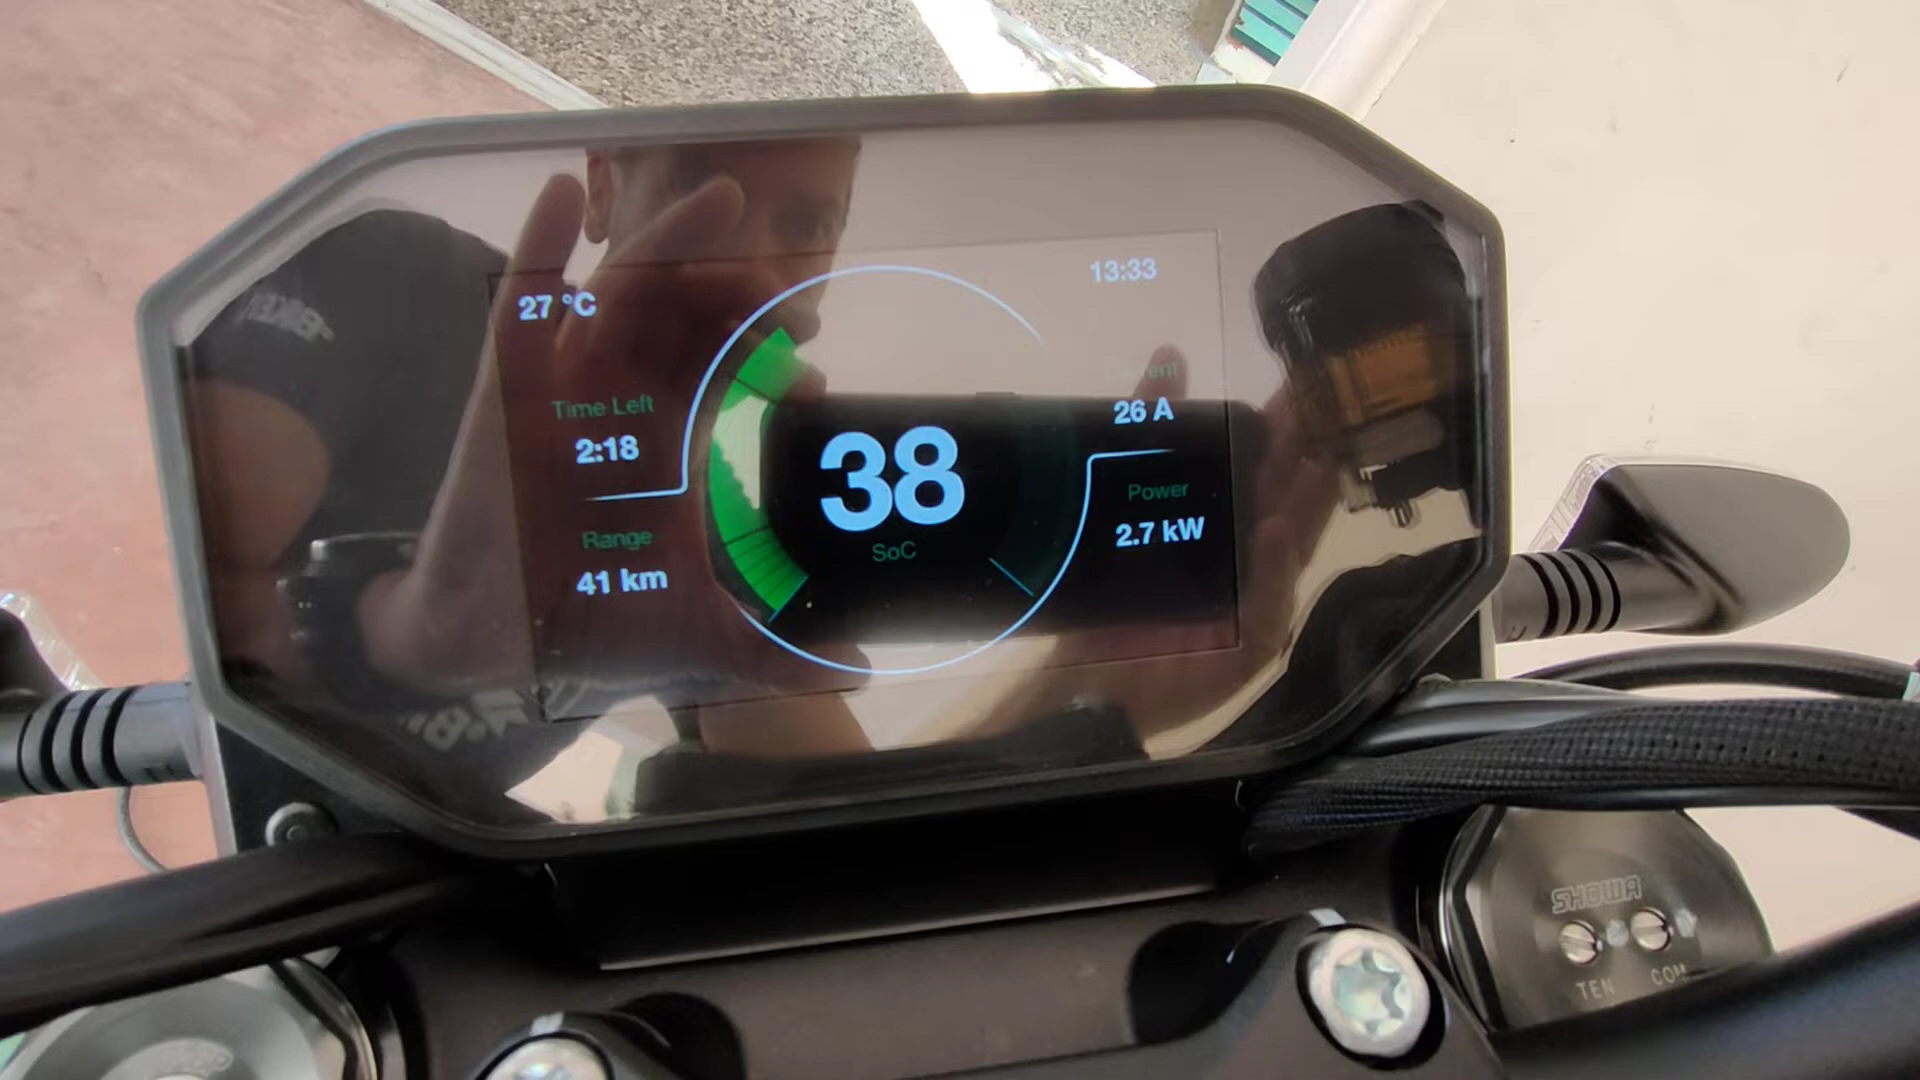 27 °C
13:33
Time Left
2:18
Range
41 km
38
SoC
Current
26 A
Power
2.7 kW
SHOWA
TEN COM